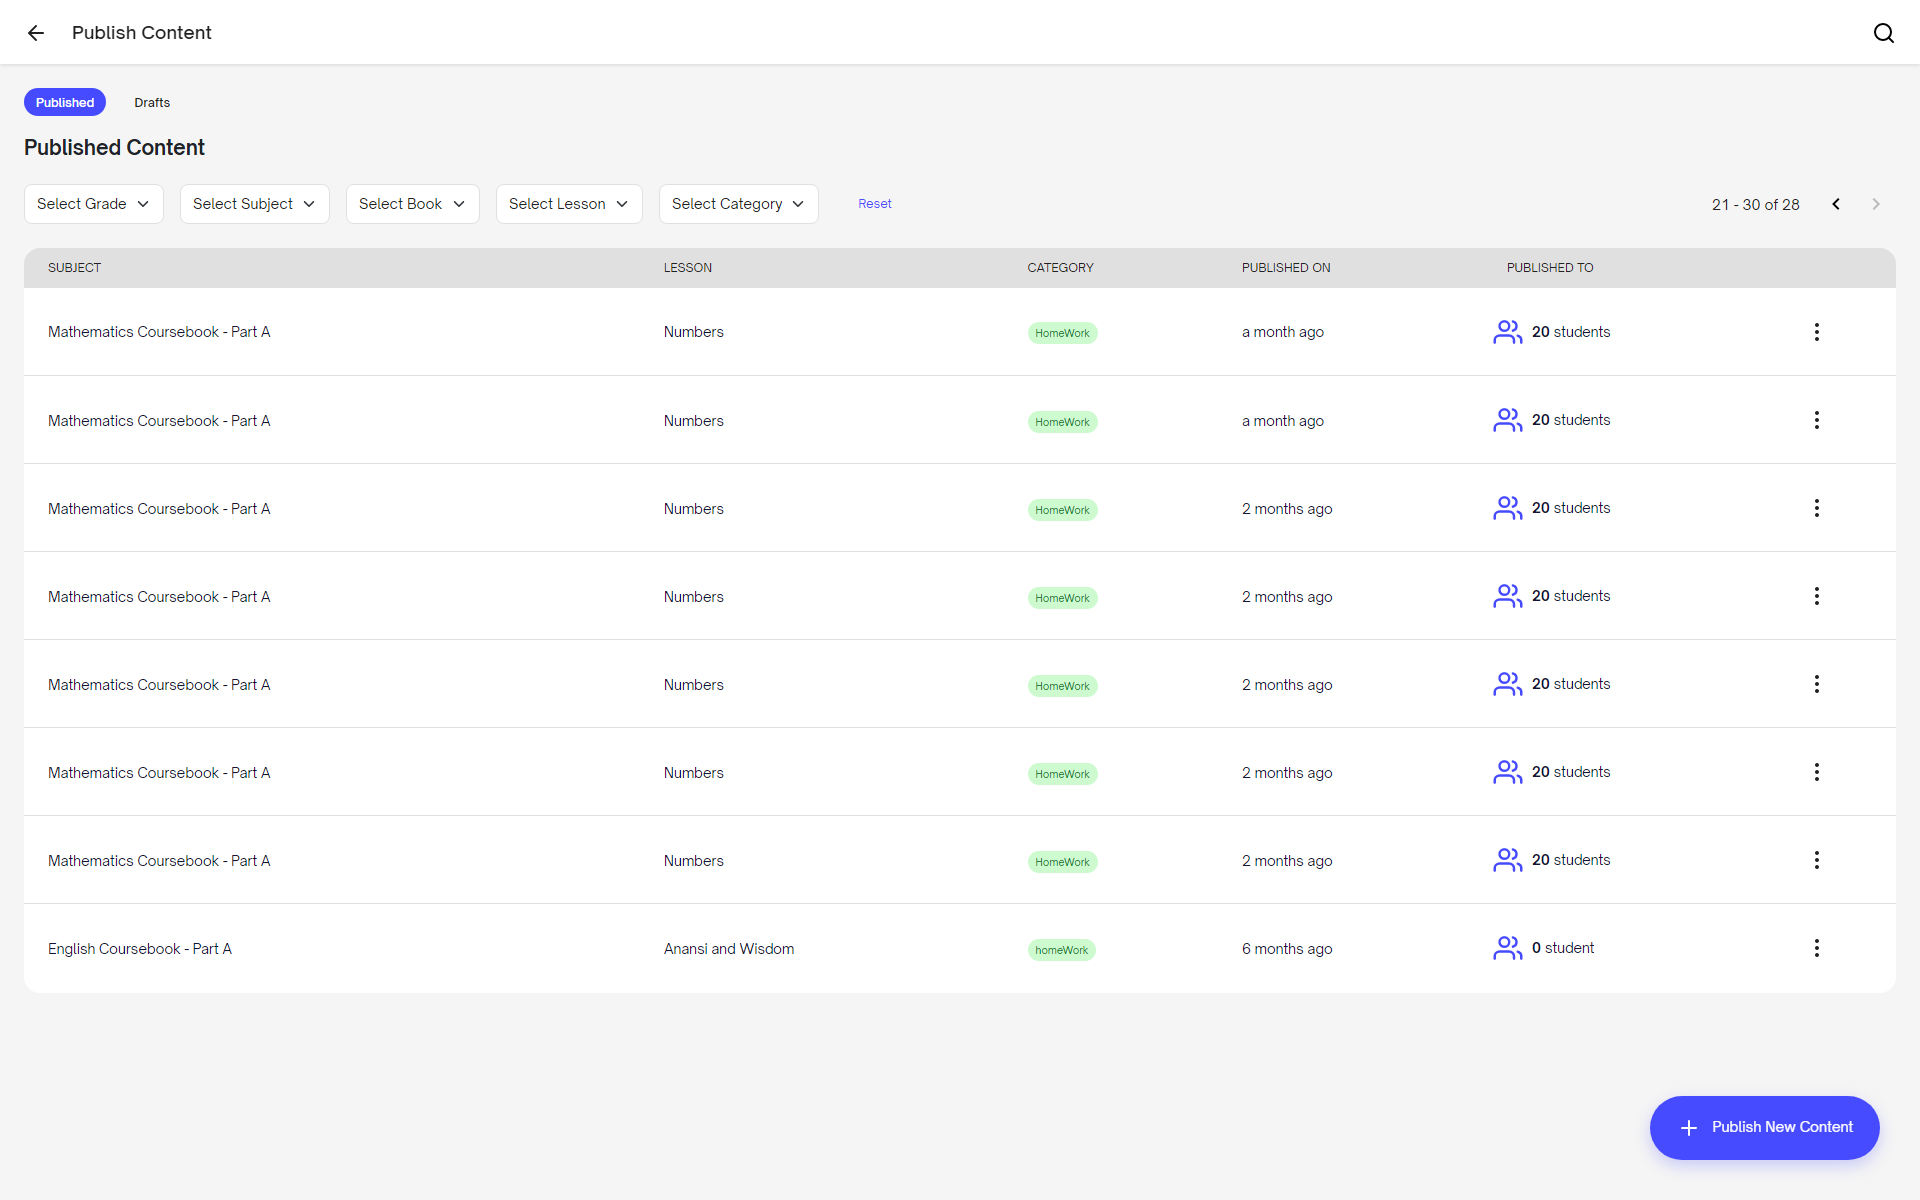 Publish Content
Published Drafts
Published Content
Select Grade Select Subject Select Book Select Lesson Select Category Reset 21 - 30 of 28
SUBJECT LESSON CATEGORY PUBLISHED ON PUBLISHED TO
Mathematics Coursebook - Part A Numbers HomeWork a month ago 20 students
Mathematics Coursebook - Part A Numbers HomeWork a month ago 20 students
Mathematics Coursebook - Part A Numbers HomeWork 2 months ago 20 students
Mathematics Coursebook - Part A Numbers HomeWork 2 months ago 20 students
Mathematics Coursebook - Part A Numbers HomeWork 2 months ago 20 students
Mathematics Coursebook - Part A Numbers HomeWork 2 months ago 20 students
Mathematics Coursebook - Part A Numbers HomeWork 2 months ago 20 students
English Coursebook - Part A Anansi and Wisdom homeWork 6 months ago 0 student
Publish New Content